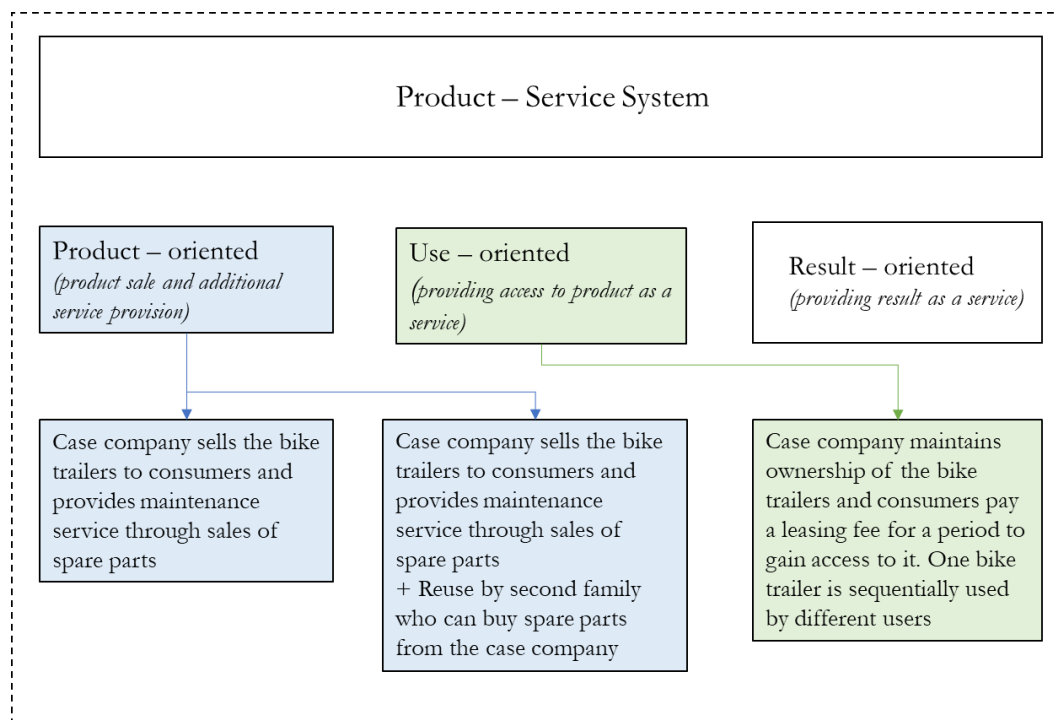 Product – Service System
Product – oriented
(product sale and additional
service provision)
Use – oriented
(providing access to product as a
service)
Result – oriented
(providing result as a service)
Case company sells the bike
trailers to consumers and
provides maintenance
service through sales of
spare parts
Case company sells the bike
trailers to consumers and
provides maintenance
service through sales of
spare parts
+ Reuse by second family
who can buy spare parts
from the case company
Case company maintains
ownership of the bike
trailers and consumers pay
a leasing fee for a period to
gain access to it. One bike
trailer is sequentially used
by different users